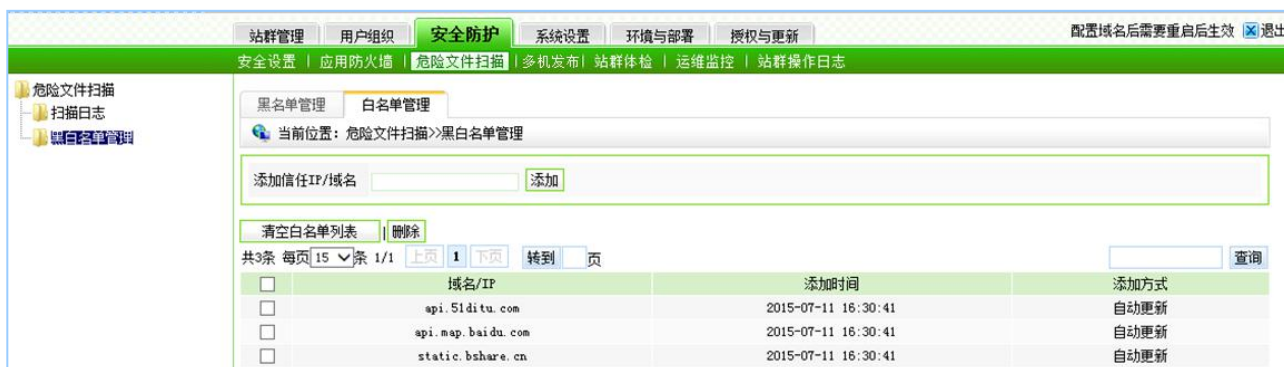 站群管理 用户组织 安全防护 系统设置 环境与部署 授权与更新 配置域名后需要重启后生效 退出
安全设置 | 应用防火墙 | 危险文件扫描 | 多机发布 | 站群体检 | 运维监控 | 站群操作日志
危险文件扫描
扫描日志
黑白名单管理
黑名单管理 白名单管理
当前位置：危险文件扫描>>黑白名单管理
添加信任IP/域名 添加
清空白名单列表 | 删除
共3条 每页 15 条 1/1 上页 1 下页 转到 页 查询
域名/IP 添加时间 添加方式
api.51ditu.com 2015-07-11 16:30:41 自动更新
api.map.baidu.com 2015-07-11 16:30:41 自动更新
static.bshare.cn 2015-07-11 16:30:41 自动更新